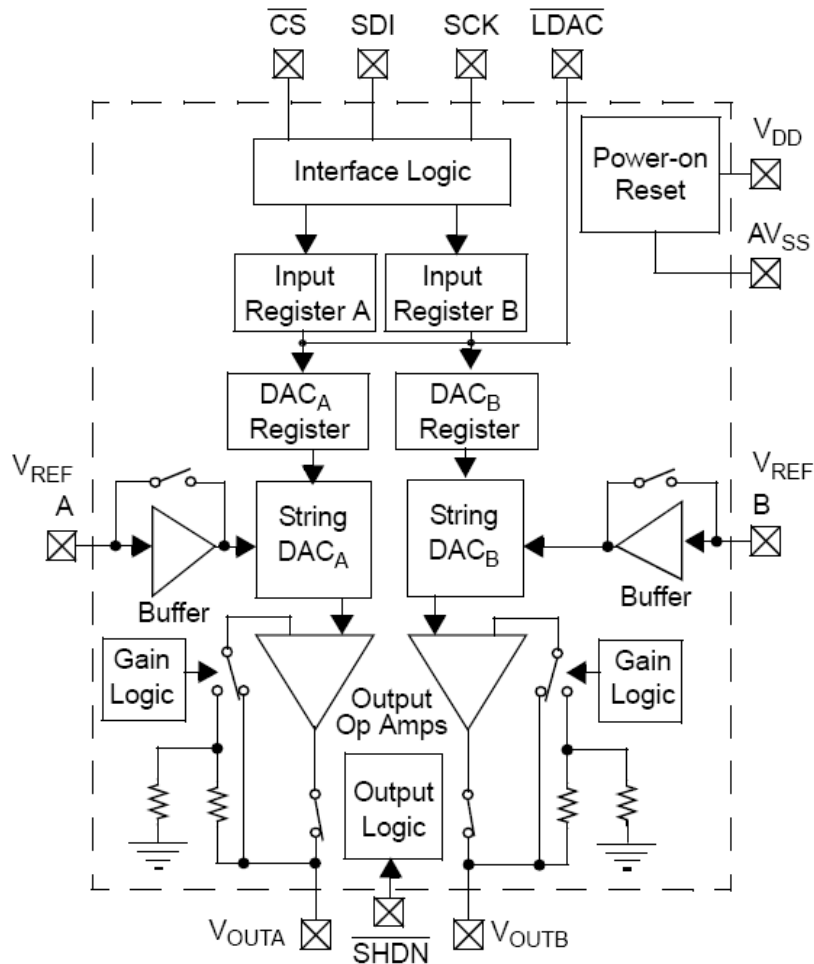 CS SDI SCK LDAC
VDD
Power-on
Reset
Interface Logic
AVSS
Input
Register A
Input
Register B
DACA
Register
DACB
Register
VREF
A
VREF
B
String
DACA
String
DACB
Buffer
Buffer
Gain
Logic
Gain
Logic
Output
Op Amps
Output
Logic
VOUTA
SHDN
VOUTB